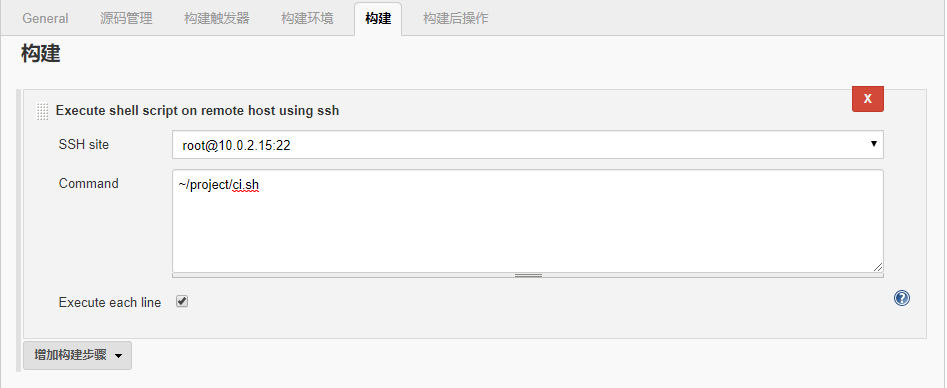 General 源码管理 构建触发器 构建环境 构建 构建后操作
构建
X
Execute shell script on remote host using ssh
SSH site root@10.0.2.15:22
Command ~/project/ci.sh
Execute each line
增加构建步骤